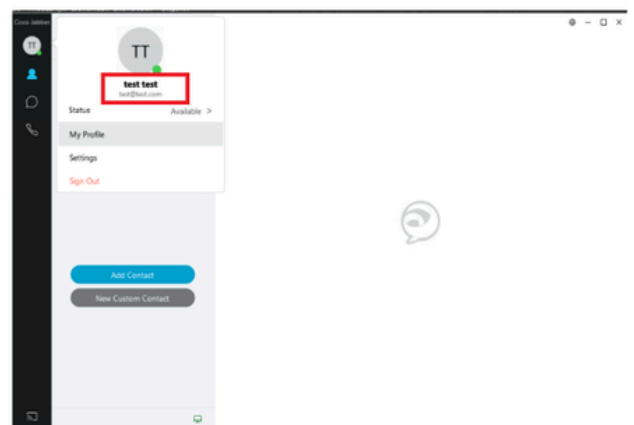 Cisco Jabber
TT
TT
test test
test@test.com
Status Available >
My Profile
Settings
Sign Out
Add Contact
New Custom Contact